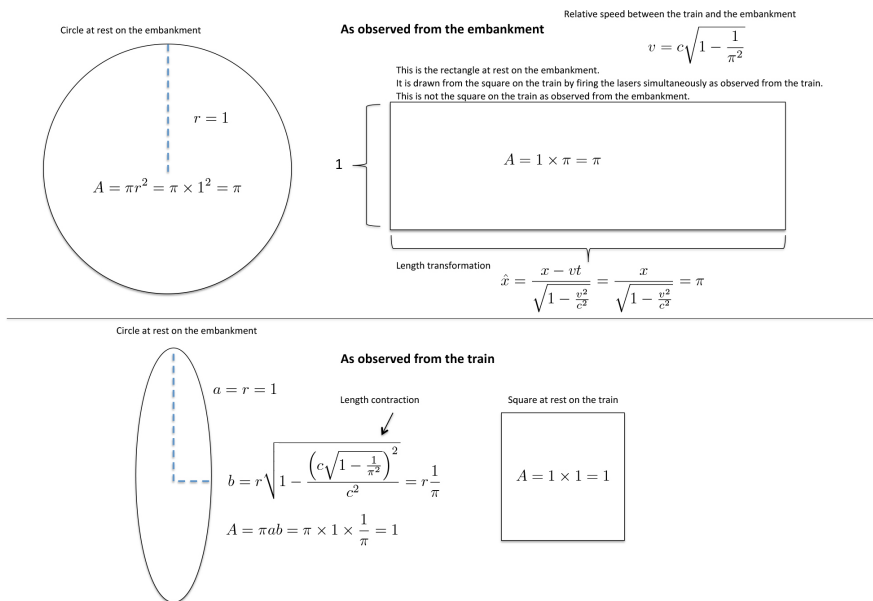 Relative speed between the train and the embankment
Circle at rest on the embankment
As observed from the embankment
v = c√(1 − 1/π²)
This is the rectangle at rest on the embankment.
It is drawn from the square on the train by firing the lasers simultaneously as observed from the train.
This is not the square on the train as observed from the embankment.
r = 1
1
A = 1 × π = π
A = πr² = π × 1² = π
Length transformation
x̂ = (x − vt)/√(1 − v²/c²) = x/√(1 − v²/c²) = π
Circle at rest on the embankment
As observed from the train
a = r = 1
Length contraction
Square at rest on the train
b = r√(1 − (c√(1 − 1/π²))²/c²) = r 1/π
A = 1 × 1 = 1
A = πab = π × 1 × 1/π = 1